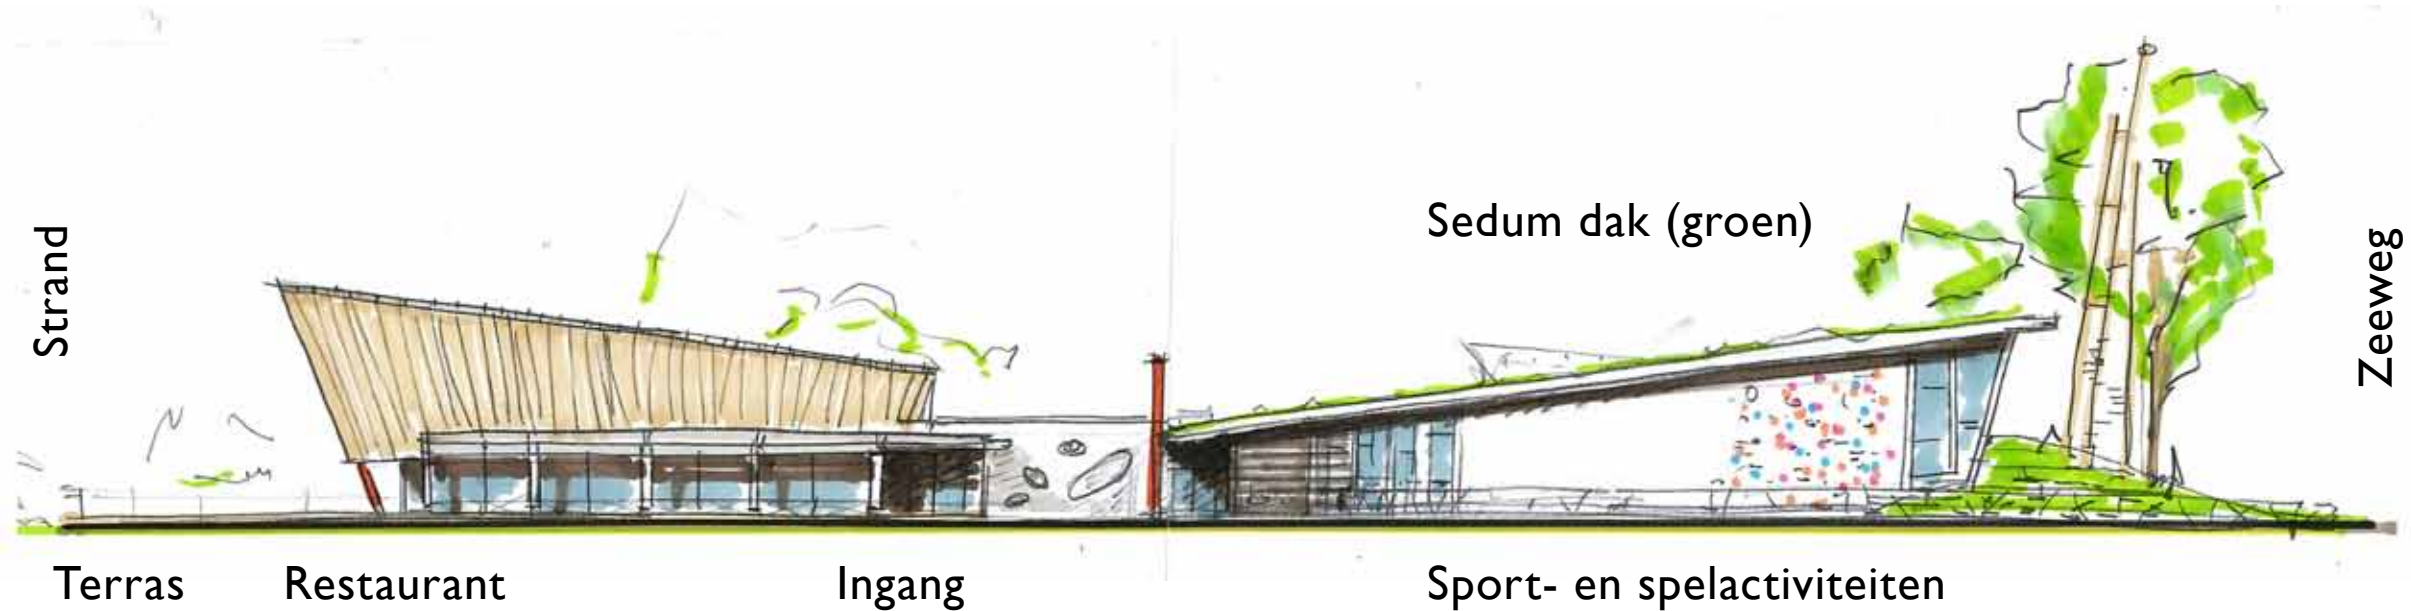 Strand
Sedum dak (groen)
Zeeweg
Terras
Restaurant
Ingang
Sport- en spelactiviteiten